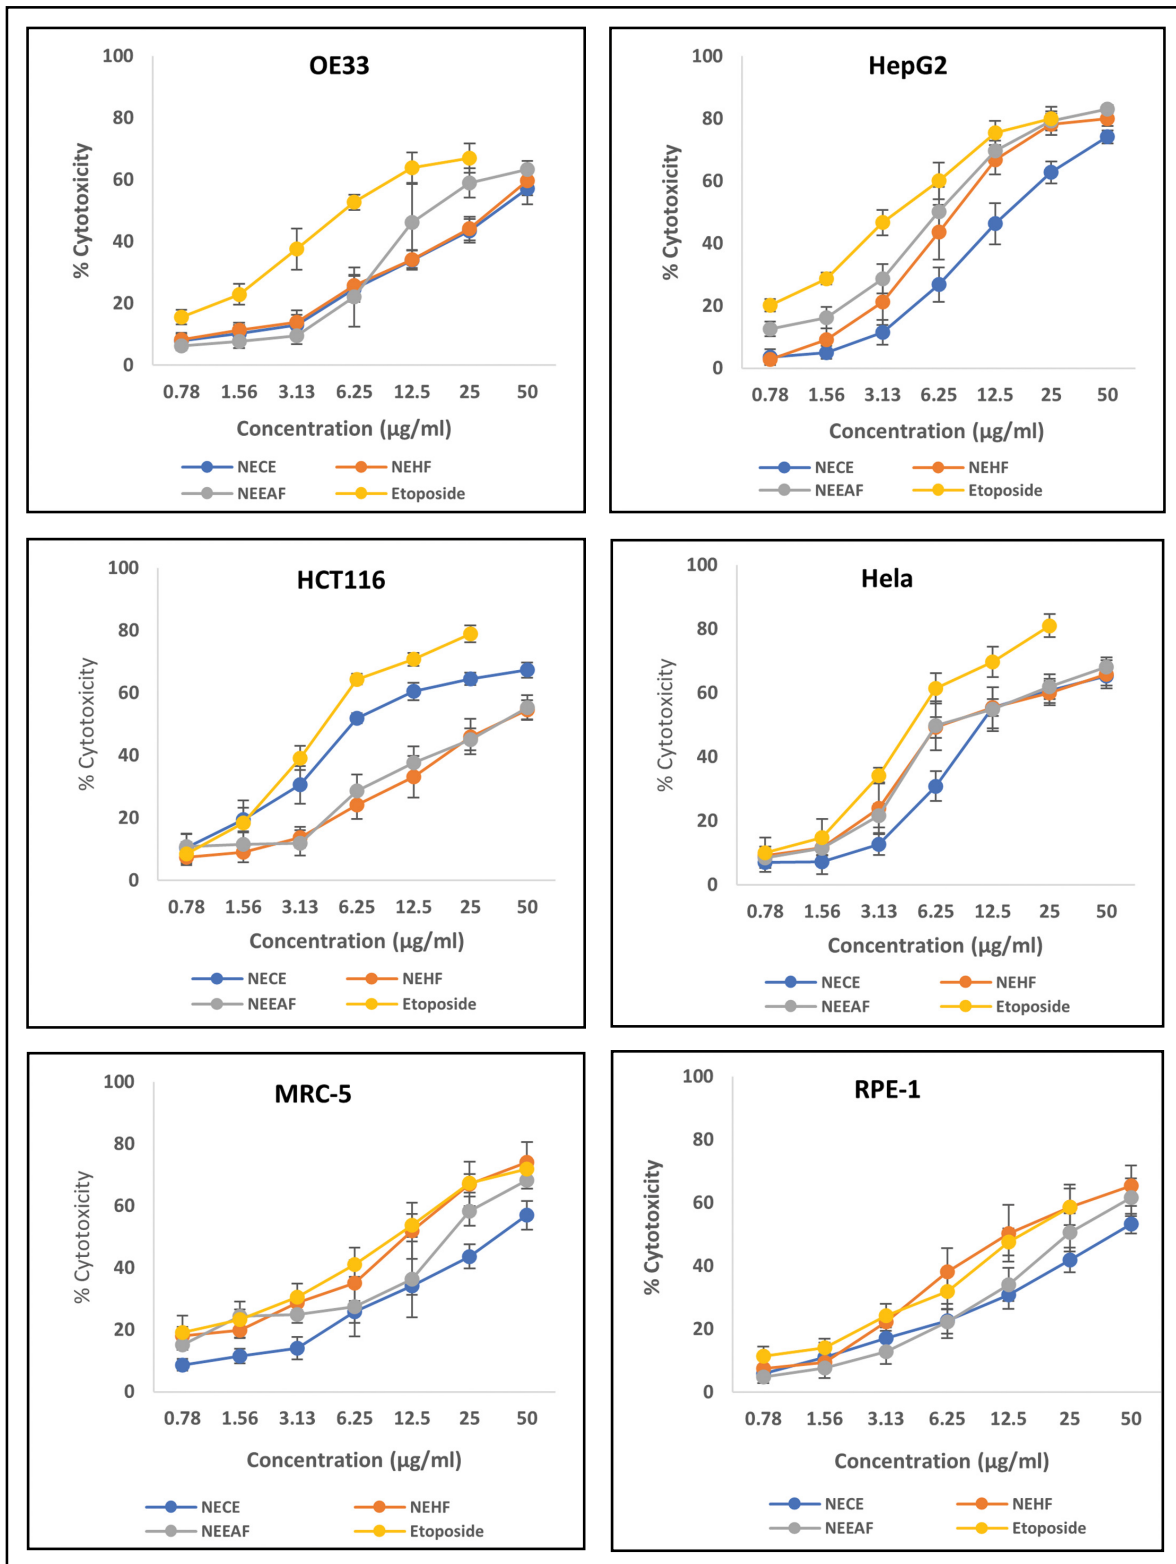 OE33
100
80
60
40
20
0
% Cytotoxicity
0.78 1.56 3.13 6.25 12.5 25 50
Concentration (µg/ml)
NECE NEHF
NEEAF Etoposide
HepG2
100
80
60
40
20
0
% Cytotoxicity
0.78 1.56 3.13 6.25 12.5 25 50
Concentration (µg/ml)
NECE NEHF
NEEAF Etoposide
HCT116
100
80
60
40
20
0
% Cytotoxicity
0.78 1.56 3.13 6.25 12.5 25 50
Concentration (µg/ml)
NECE NEHF
NEEAF Etoposide
Hela
100
80
60
40
20
0
% Cytotoxicity
0.78 1.56 3.13 6.25 12.5 25 50
Concentration (µg/ml)
NECE NEHF
NEEAF Etoposide
MRC-5
100
80
60
40
20
0
% Cytotoxicity
0.78 1.56 3.13 6.25 12.5 25 50
Concentration (µg/ml)
NECE NEHF
NEEAF Etoposide
RPE-1
100
80
60
40
20
0
% Cytotoxicity
0.78 1.56 3.13 6.25 12.5 25 50
Concentration (µg/ml)
NECE NEHF
NEEAF Etoposide